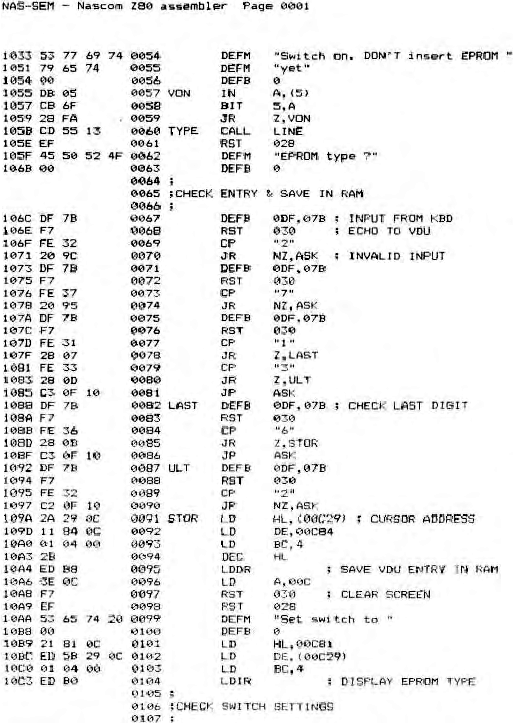 NAS-SEM - Nascom Z80 assembler Page 0001
1033 53 77 69 74 0054 DEFM "Switch on. DON'T insert EPROM "
1051 79 65 74 0055 DEFM "yet"
1054 00 0056 DEFB 0
1055 DB 05 0057 VON IN A,(5)
1057 CB 6F 0058 BIT 5,A
1059 28 FA 0059 JR Z,VON
105B CD 55 13 0060 TYPE CALL LINE
105E EF 0061 RST 028
105F 45 50 52 4F 0062 DEFM "EPROM type ?"
106B 00 0063 DEFB 0
0064 ;
0065 ;CHECK ENTRY & SAVE IN RAM
0066 ;
106C DF 7B 0067 DEFB 0DF,07B ; INPUT FROM KBD
106E F7 0068 RST 030 ; ECHO TO VDU
106F FE 32 0069 CP "2"
1071 20 9C 0070 JR NZ,ASK ; INVALID INPUT
1073 DF 7B 0071 DEFB 0DF,07B
1075 F7 0072 RST 030
1076 FE 37 0073 CP "7"
1078 20 95 0074 JR NZ,ASK
107A DF 7B 0075 DEFB 0DF,07B
107C F7 0076 RST 030
107D FE 31 0077 CP "1"
107F 28 07 0078 JR Z,LAST
1081 FE 33 0079 CP "3"
1083 28 0D 0080 JR Z,ULT
1085 C3 0F 10 0081 JP ASK
1088 DF 7B 0082 LAST DEFB 0DF,07B ; CHECK LAST DIGIT
108A F7 0083 RST 030
108B FE 36 0084 CP "6"
108D 28 0B 0085 JR Z,STOR
108F C3 0F 10 0086 JP ASK
1092 DF 7B 0087 ULT DEFB 0DF,07B
1094 F7 0088 RST 030
1095 FE 32 0089 CP "2"
1097 C2 0F 10 0090 JP NZ,ASK
109A 2A 29 0C 0091 STOR LD HL,(00C29) ; CURSOR ADDRESS
109D 11 84 0C 0092 LD DE,00C84
10A0 01 04 00 0093 LD BC,4
10A3 2B 0094 DEC HL
10A4 ED B8 0095 LDDR ; SAVE VDU ENTRY IN RAM
10A6 3E 0C 0096 LD A,00C
10A8 F7 0097 RST 030 ; CLEAR SCREEN
10A9 EF 0098 RST 028
10AA 53 65 74 20 0099 DEFM "Set switch to "
10B8 00 0100 DEFB 0
10B9 21 81 0C 0101 LD HL,00C81
10BC ED 5B 29 0C 0102 LD DE,(00C29)
10C0 01 04 00 0103 LD BC,4
10C3 ED B0 0104 LDIR ; DISPLAY EPROM TYPE
0105 ;
0106 ;CHECK SWITCH SETTINGS
0107 ;